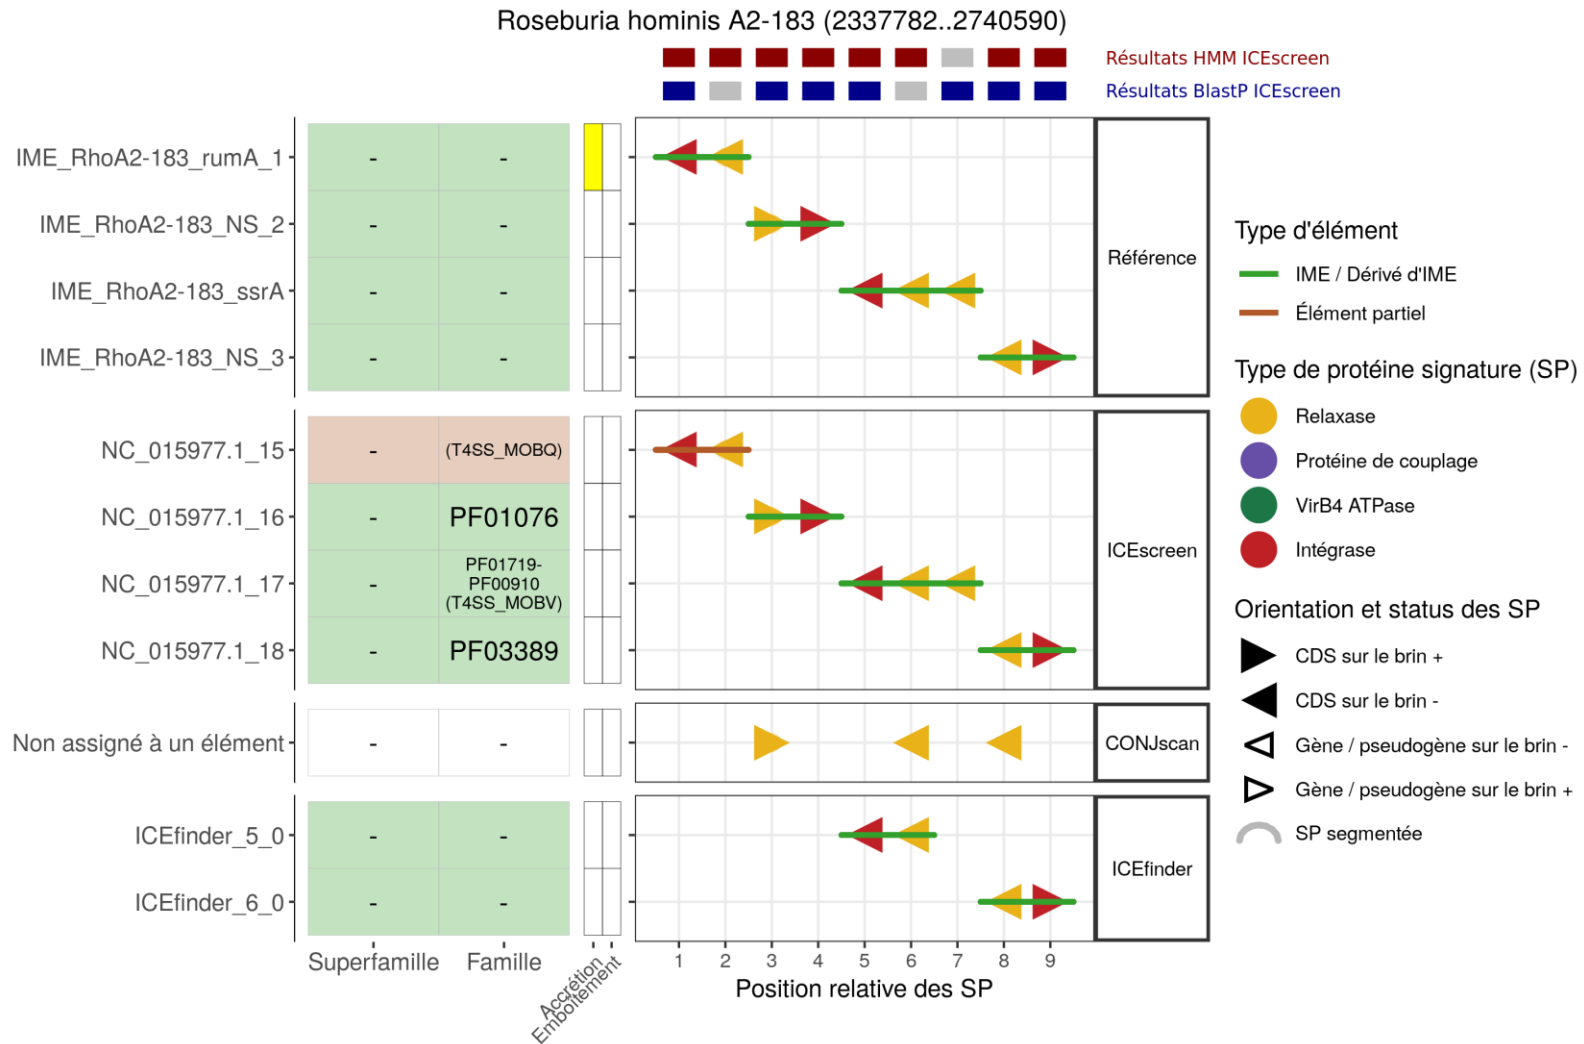 Roseburia hominis A2-183 (2337782..2740590)
Résultats HMM ICEscreen
Résultats BlastP ICEscreen
IME_RhoA2-183_rumA_1
-
-
IME_RhoA2-183_NS_2
-
-
IME_RhoA2-183_ssrA
-
-
IME_RhoA2-183_NS_3
-
-
Référence
NC_015977.1_15
-
(T4SS_MOBQ)
NC_015977.1_16
-
PF01076
NC_015977.1_17
-
PF01719-
PF00910
(T4SS_MOBV)
NC_015977.1_18
-
PF03389
ICEscreen
Non assigné à un élément
-
-
CONJscan
ICEfinder_5_0
-
-
ICEfinder_6_0
-
-
ICEfinder
Superfamille
Famille
Accrétion
Emboîtement
1 2 3 4 5 6 7 8 9
Position relative des SP
Type d'élément
IME / Dérivé d'IME
Élément partiel
Type de protéine signature (SP)
Relaxase
Protéine de couplage
VirB4 ATPase
Intégrase
Orientation et status des SP
CDS sur le brin +
CDS sur le brin -
Gène / pseudogène sur le brin -
Gène / pseudogène sur le brin +
SP segmentée